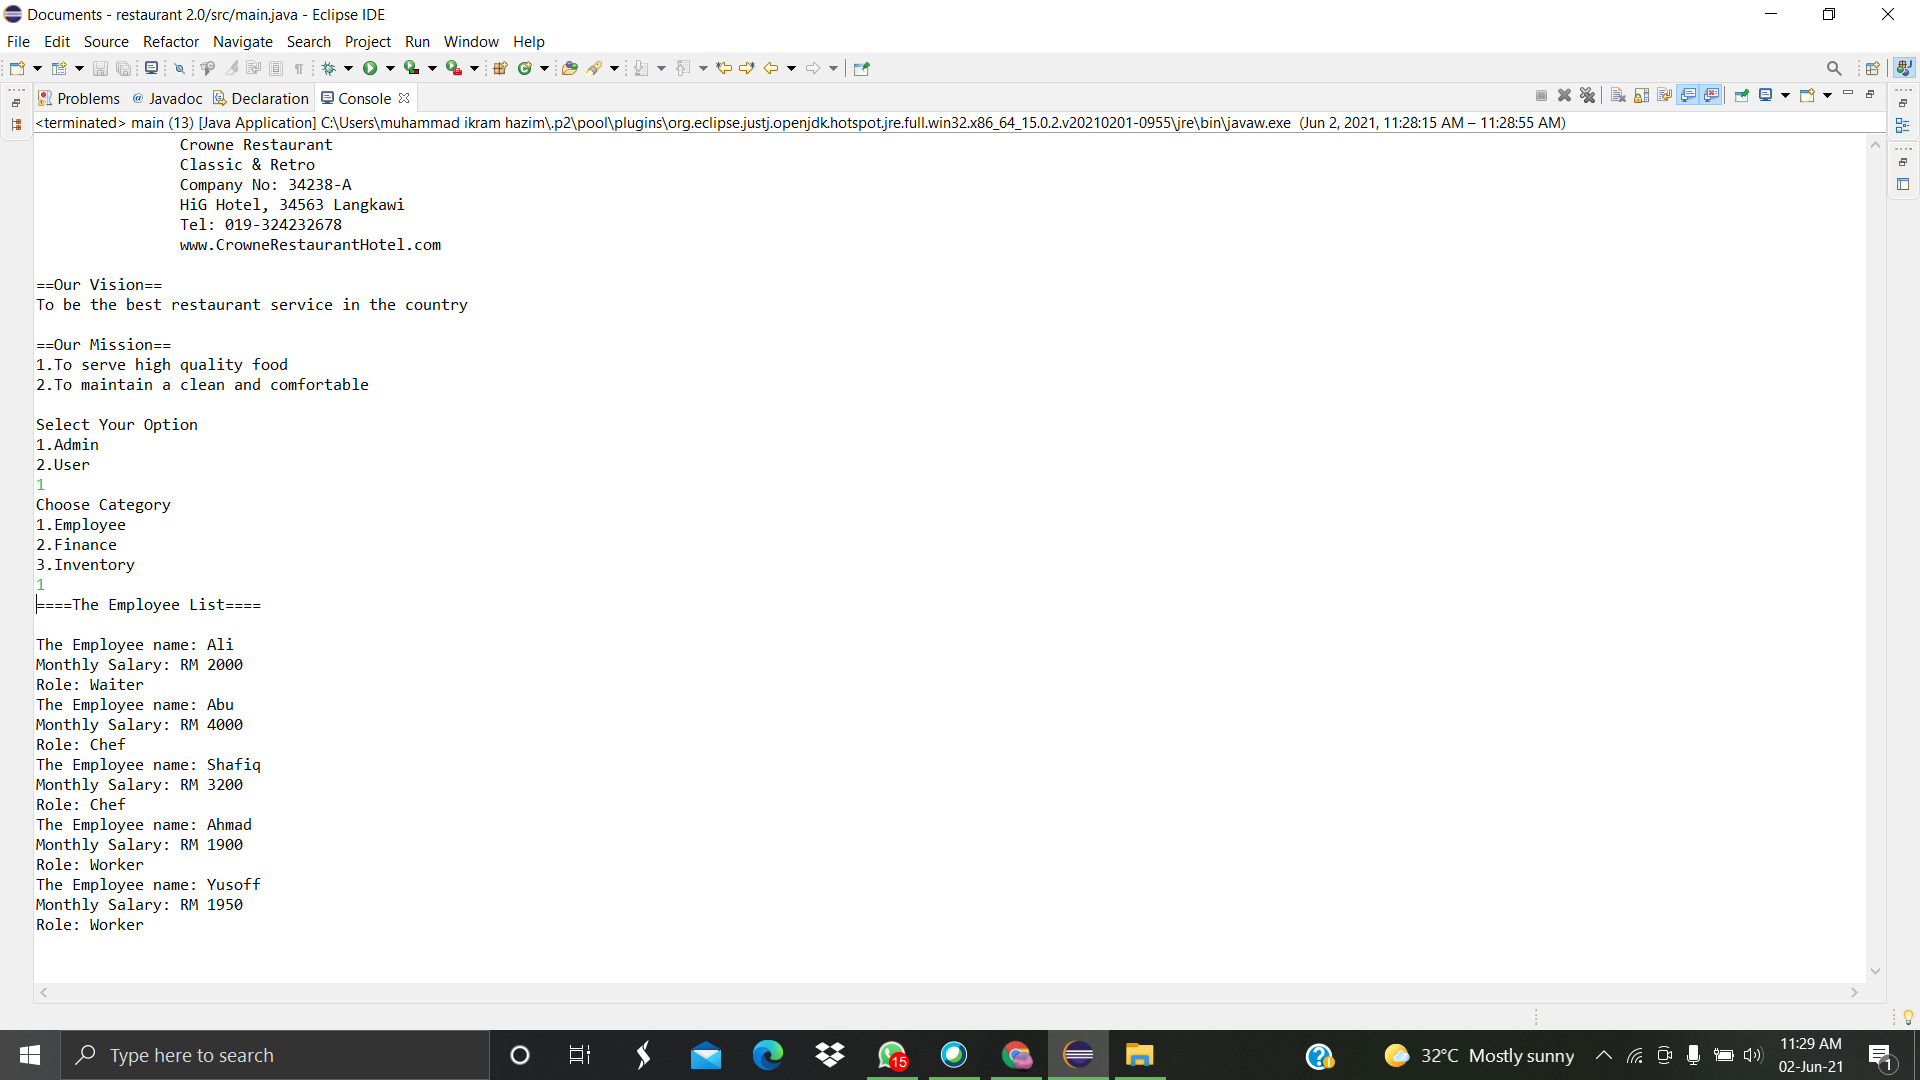 Documents - restaurant 2.0/src/main.java - Eclipse IDE
File Edit Source Refactor Navigate Search Project Run Window Help
Problems @ Javadoc Declaration Console
<terminated> main (13) [Java Application] C:\Users\muhammad ikram hazim\.p2\pool\plugins\org.eclipse.justj.openjdk.hotspot.jre.full.win32.x86_64_15.0.2.v20210201-0955\jre\bin\javaw.exe (Jun 2, 2021, 11:28:15 AM – 11:28:55 AM)
Crowne Restaurant
Classic & Retro
Company No: 34238-A
HiG Hotel, 34563 Langkawi
Tel: 019-324232678
www.CrowneRestaurantHotel.com
==Our Vision==
To be the best restaurant service in the country
==Our Mission==
1.To serve high quality food
2.To maintain a clean and comfortable
Select Your Option
1.Admin
2.User
1
Choose Category
1.Employee
2.Finance
3.Inventory
1
====The Employee List====
The Employee name: Ali
Monthly Salary: RM 2000
Role: Waiter
The Employee name: Abu
Monthly Salary: RM 4000
Role: Chef
The Employee name: Shafiq
Monthly Salary: RM 3200
Role: Chef
The Employee name: Ahmad
Monthly Salary: RM 1900
Role: Worker
The Employee name: Yusoff
Monthly Salary: RM 1950
Role: Worker
Type here to search
15
32°C Mostly sunny
11:29 AM
02-Jun-21
1